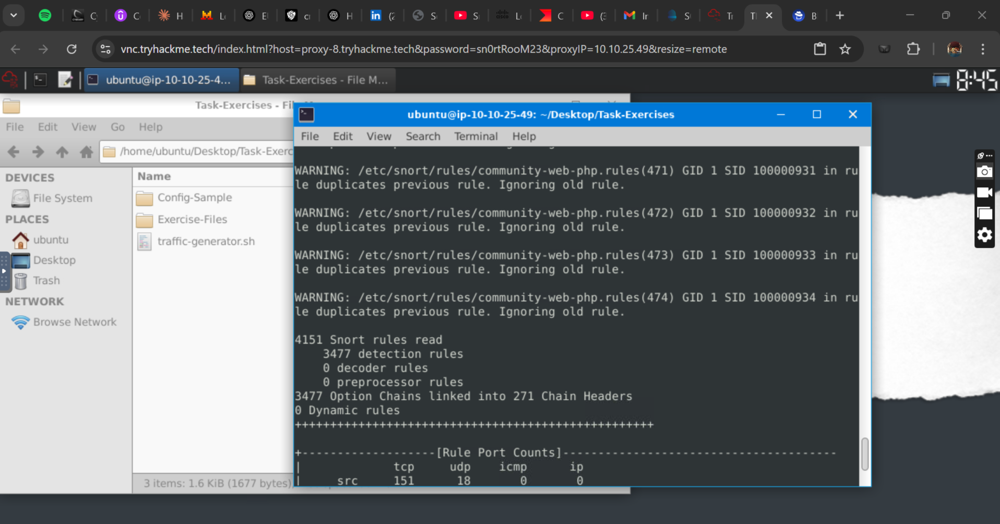 C
C
H
L
El
cr
H
in (2
S
S
cisco L
C
(3
Ir
S
Tr
Tl
B
vnc.tryhackme.tech/index.html?host=proxy-8.tryhackme.tech&password=sn0rtRooM23&proxyIP=10.10.25.49&resize=remote
ubuntu@ip-10-10-25-4...
Task-Exercises - File M...
8:45
Task-Exercises - Fil
File Edit View Go Help
/home/ubuntu/Desktop/Task-Exerc
DEVICES
File System
PLACES
ubuntu
Desktop
Trash
NETWORK
Browse Network
Name
Config-Sample
Exercise-Files
traffic-generator.sh
3 items: 1.6 KiB (1677 bytes),
ubuntu@ip-10-10-25-49: ~/Desktop/Task-Exercises
File Edit View Search Terminal Help
WARNING: /etc/snort/rules/community-web-php.rules(471) GID 1 SID 100000931 in ru
le duplicates previous rule. Ignoring old rule.
WARNING: /etc/snort/rules/community-web-php.rules(472) GID 1 SID 100000932 in ru
le duplicates previous rule. Ignoring old rule.
WARNING: /etc/snort/rules/community-web-php.rules(473) GID 1 SID 100000933 in ru
le duplicates previous rule. Ignoring old rule.
WARNING: /etc/snort/rules/community-web-php.rules(474) GID 1 SID 100000934 in ru
le duplicates previous rule. Ignoring old rule.
4151 Snort rules read
3477 detection rules
0 decoder rules
0 preprocessor rules
3477 Option Chains linked into 271 Chain Headers
0 Dynamic rules
+++++++++++++++++++++++++++++++++++++++++++++++++++
+-------------------[Rule Port Counts]---------------------------------------
| tcp udp icmp ip
| src 151 18 0 0